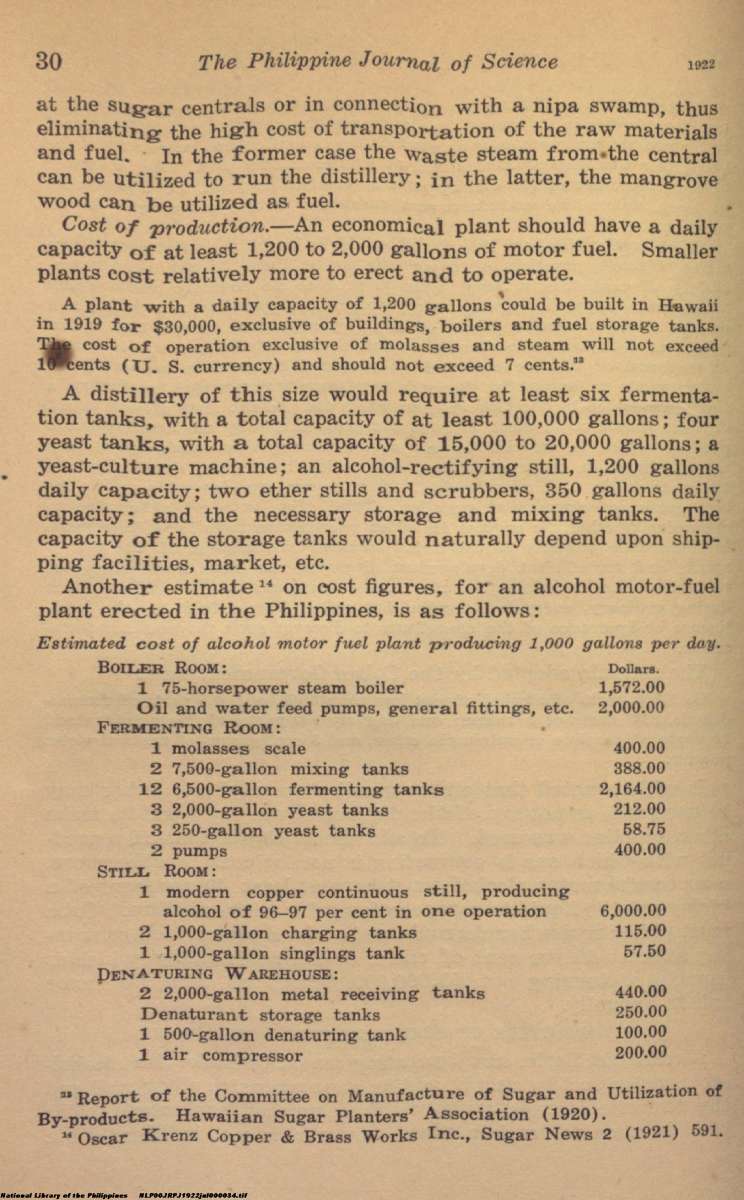 30 The Philippine Journal of Science 1922
at the sugar centrals or in connection with a nipa swamp, thus
eliminating the high cost of transportation of the raw materials
and fuel. In the former case the waste steam from the central
can be utilized to run the distillery; in the latter, the mangrove
wood can be utilized as fuel.
Cost of production.—An economical plant should have a daily
capacity of at least 1,200 to 2,000 gallons of motor fuel. Smaller
plants cost relatively more to erect and to operate.
A plant with a daily capacity of 1,200 gallons could be built in Hawaii
in 1919 for $30,000, exclusive of buildings, boilers and fuel storage tanks.
The cost of operation exclusive of molasses and steam will not exceed
10 cents (U. S. currency) and should not exceed 7 cents.¹³
A distillery of this size would require at least six fermenta-
tion tanks, with a total capacity of at least 100,000 gallons; four
yeast tanks, with a total capacity of 15,000 to 20,000 gallons; a
yeast-culture machine; an alcohol-rectifying still, 1,200 gallons
daily capacity; two ether stills and scrubbers, 350 gallons daily
capacity; and the necessary storage and mixing tanks. The
capacity of the storage tanks would naturally depend upon ship-
ping facilities, market, etc.
Another estimate ¹⁴ on cost figures, for an alcohol motor-fuel
plant erected in the Philippines, is as follows:
Estimated cost of alcohol motor fuel plant producing 1,000 gallons per day.
BOILER ROOM: Dollars.
1 75-horsepower steam boiler 1,572.00
Oil and water feed pumps, general fittings, etc. 2,000.00
FERMENTING ROOM:
1 molasses scale 400.00
2 7,500-gallon mixing tanks 388.00
12 6,500-gallon fermenting tanks 2,164.00
3 2,000-gallon yeast tanks 212.00
3 250-gallon yeast tanks 58.75
2 pumps 400.00
STILL ROOM:
1 modern copper continuous still, producing
alcohol of 96–97 per cent in one operation 6,000.00
2 1,000-gallon charging tanks 115.00
1 1,000-gallon singlings tank 57.50
DENATURING WAREHOUSE:
2 2,000-gallon metal receiving tanks 440.00
Denaturant storage tanks 250.00
1 500-gallon denaturing tank 100.00
1 air compressor 200.00
¹³ Report of the Committee on Manufacture of Sugar and Utilization of
By-products. Hawaiian Sugar Planters' Association (1920).
¹⁴ Oscar Krenz Copper & Brass Works Inc., Sugar News 2 (1921) 591.
National Library of the Philippines NLP00JRPJ1922jal000034.tif